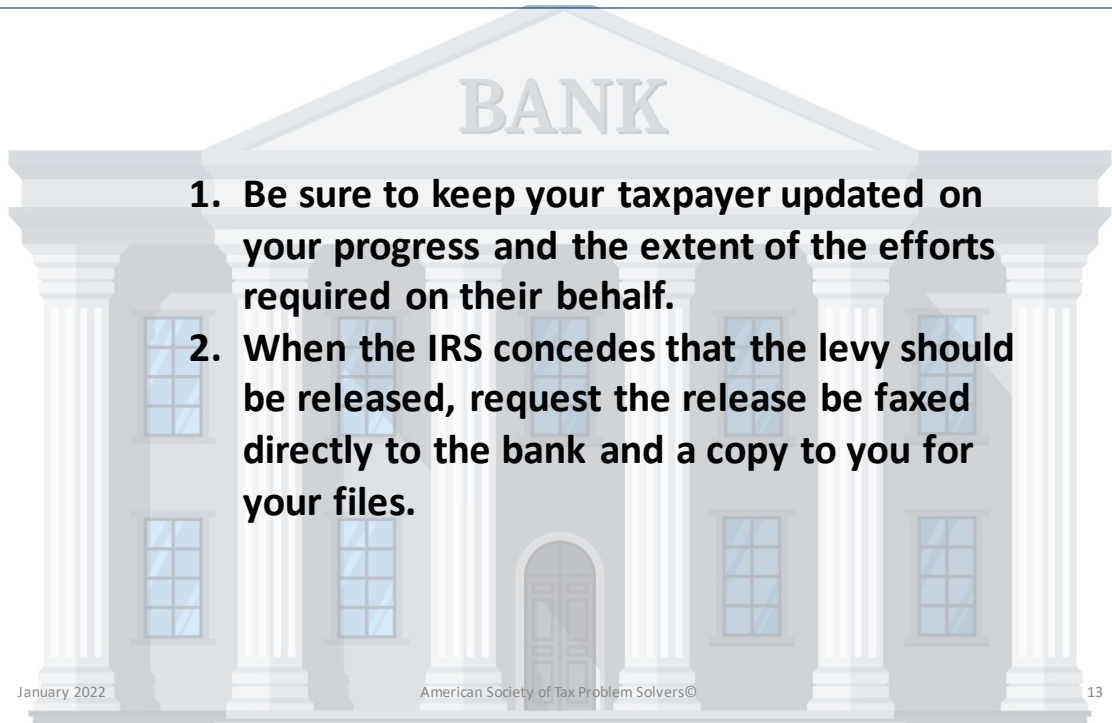 BANK
1. Be sure to keep your taxpayer updated on
your progress and the extent of the efforts
required on their behalf.
2. When the IRS concedes that the levy should
be released, request the release be faxed
directly to the bank and a copy to you for
your files.
January 2022 American Society of Tax Problem Solvers© 13